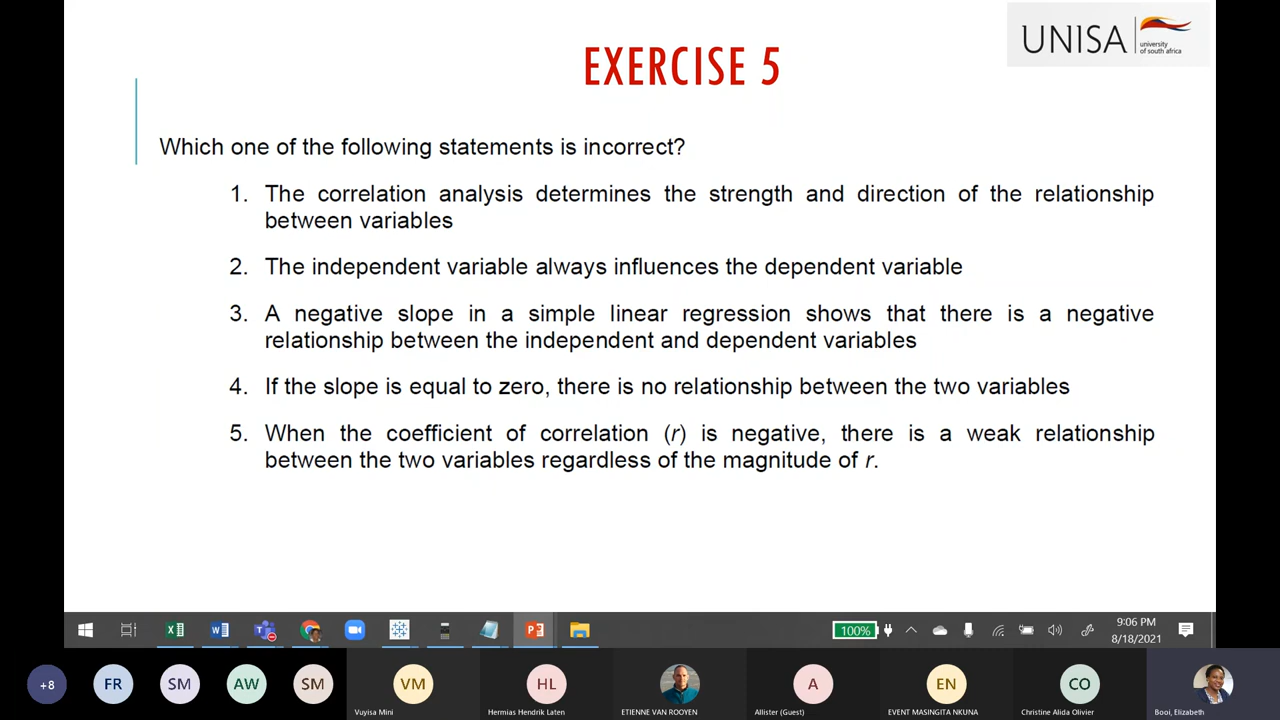 UNISA
university
of south africa
EXERCISE 5
Which one of the following statements is incorrect?
1. The correlation analysis determines the strength and direction of the relationship
between variables
2. The independent variable always influences the dependent variable
3. A negative slope in a simple linear regression shows that there is a negative
relationship between the independent and dependent variables
4. If the slope is equal to zero, there is no relationship between the two variables
5. When the coefficient of correlation (r) is negative, there is a weak relationship
between the two variables regardless of the magnitude of r.
100%
9:06 PM
8/18/2021
+8
FR
SM
AW
SM
VM
HL
A
EN
CO
Vuyisa Mini
Hermias Hendrik Laten
ETIENNE VAN ROOYEN
Allister (Guest)
EVENT MASINGITA NKUNA
Christine Alida Olivier
Booi, Elizabeth